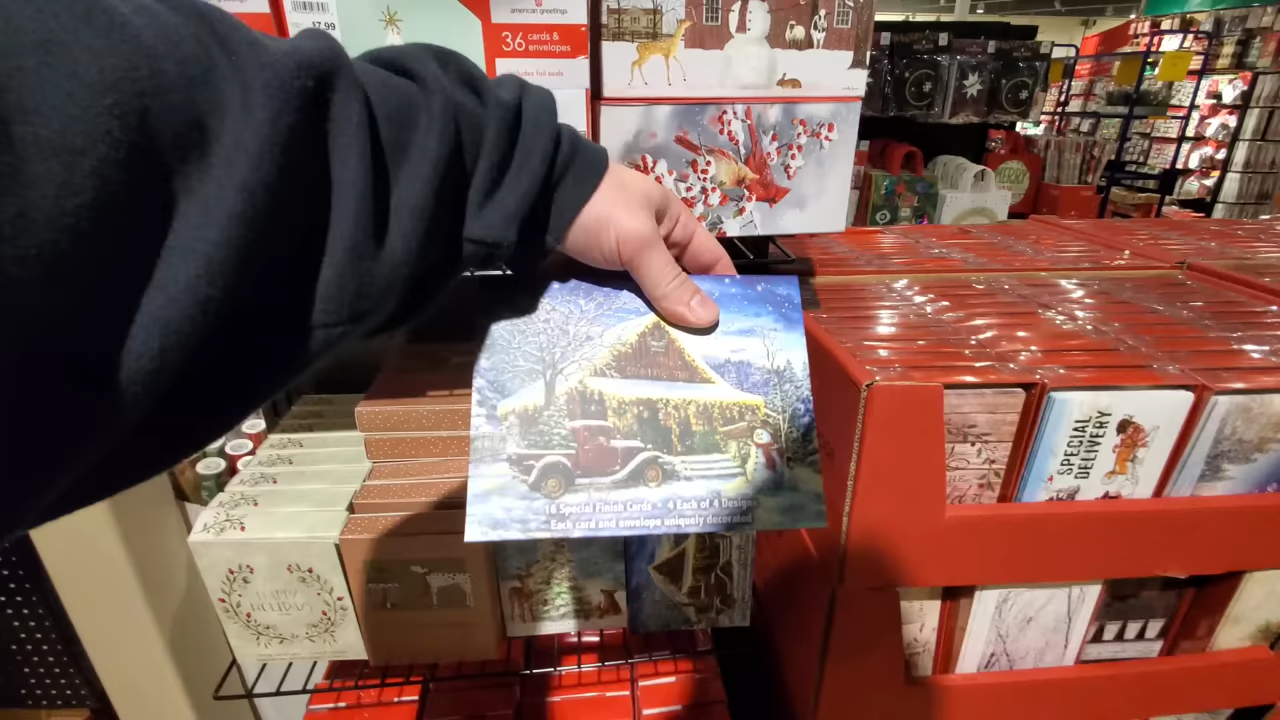 $7.99
american greetings
36 cards &
envelopes
includes foil seals
MERRY
SPECIAL
DELIVERY
16 Special Finish Cards • 4 Each of 4 Designs
Each card and envelope uniquely decorated
HAPPY
HOLIDAYS